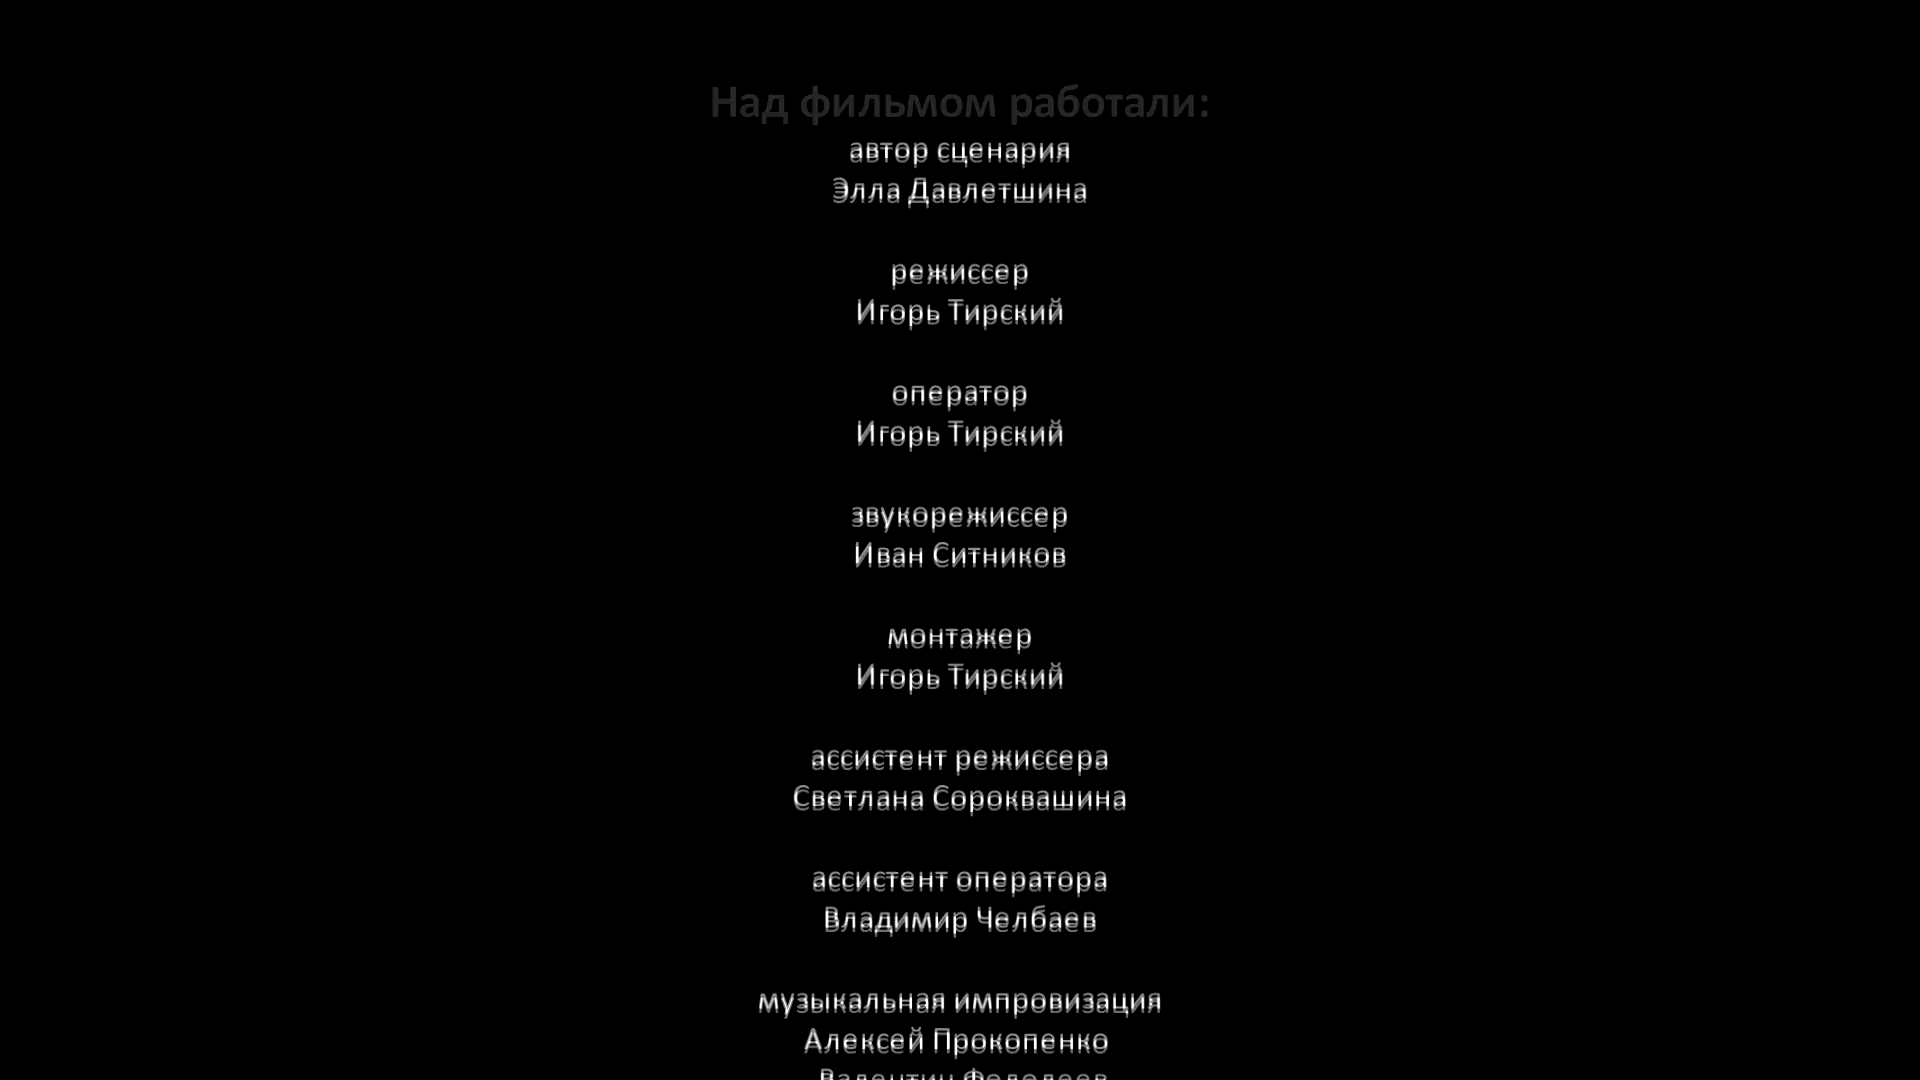 Над фильмом работали:
автор сценария
Элла Давлетшина
режиссер
Игорь Тирский
оператор
Игорь Тирский
звукорежиссер
Иван Ситников
монтажер
Игорь Тирский
ассистент режиссера
Светлана Сороквашина
ассистент оператора
Владимир Челбаев
музыкальная импровизация
Алексей Прокопенко
Валентин